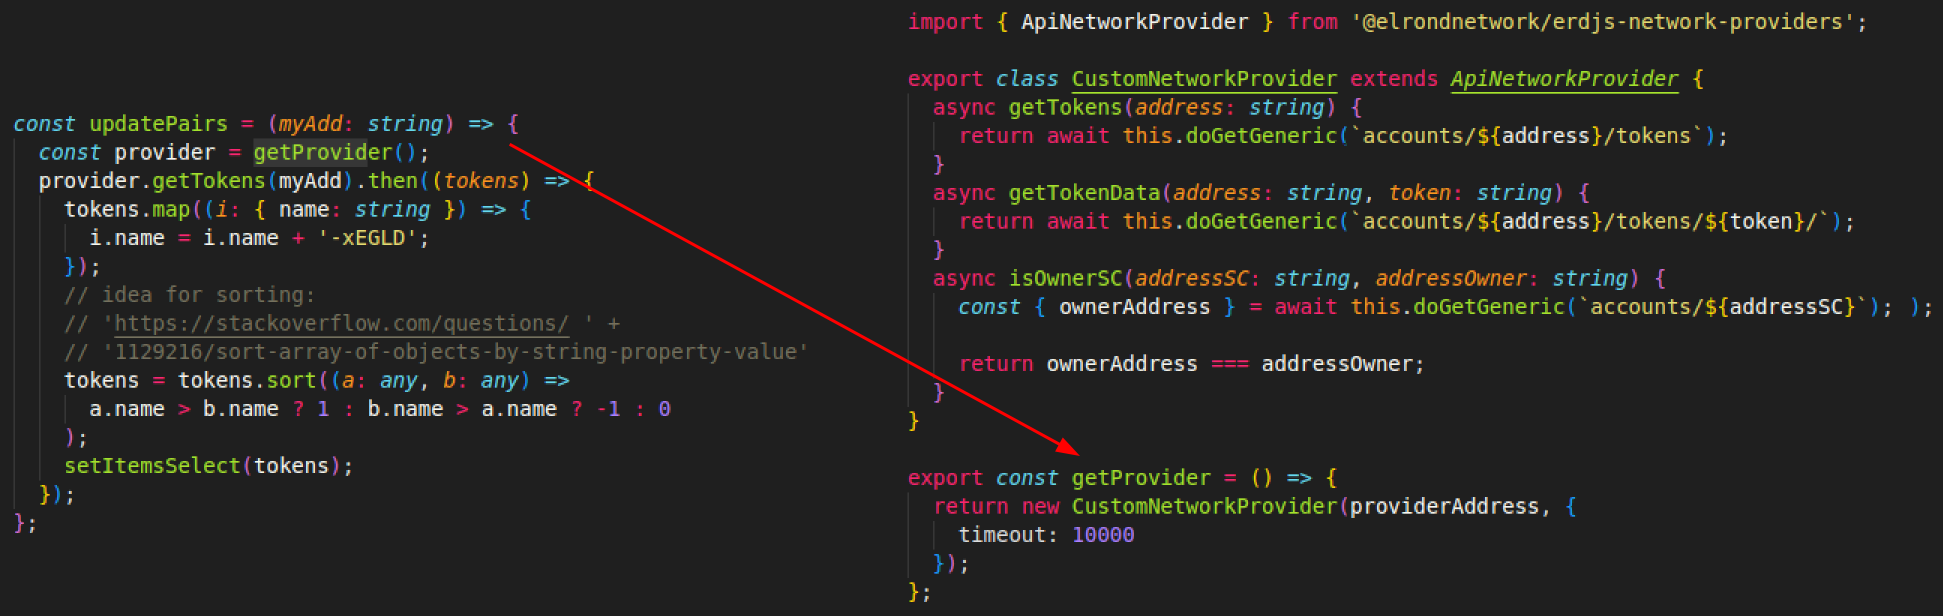 const updatePairs = (myAdd: string) => {
const provider = getProvider();
provider.getTokens(myAdd).then((tokens) => {
tokens.map((i: { name: string }) => {
i.name = i.name + '-xEGLD';
});
// idea for sorting:
// 'https://stackoverflow.com/questions/ ' +
// '1129216/sort-array-of-objects-by-string-property-value'
tokens = tokens.sort((a: any, b: any) =>
a.name > b.name ? 1 : b.name > a.name ? -1 : 0
);
setItemsSelect(tokens);
});
};
import { ApiNetworkProvider } from '@elrondnetwork/erdjs-network-providers';
export class CustomNetworkProvider extends ApiNetworkProvider {
async getTokens(address: string) {
return await this.doGetGeneric(`accounts/${address}/tokens`);
}
async getTokenData(address: string, token: string) {
return await this.doGetGeneric(`accounts/${address}/tokens/${token}/`);
}
async isOwnerSC(addressSC: string, addressOwner: string) {
const { ownerAddress } = await this.doGetGeneric(`accounts/${addressSC}`); );
return ownerAddress === addressOwner;
}
}
export const getProvider = () => {
return new CustomNetworkProvider(providerAddress, {
timeout: 10000
});
};